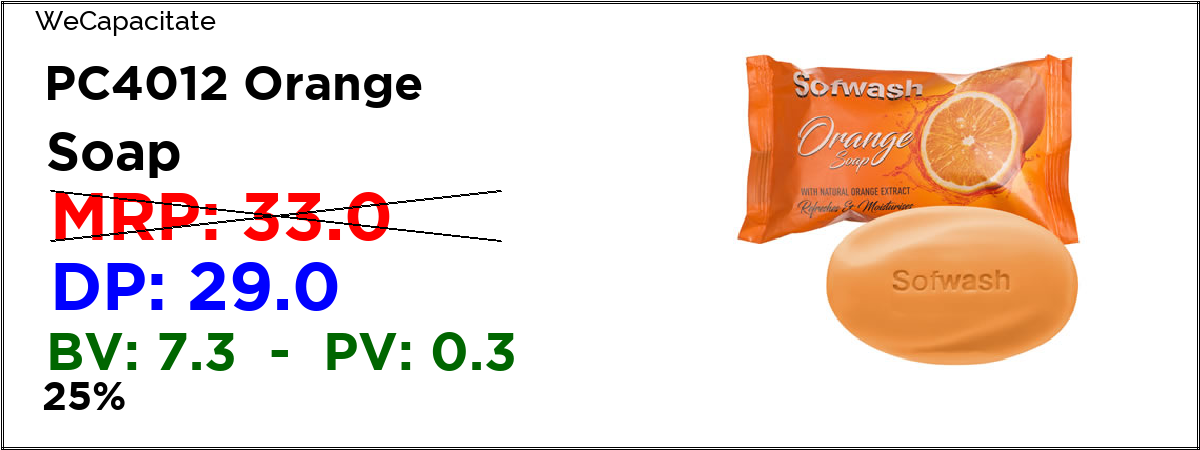 WeCapacitate
PC4012 Orange
Soap
MRP: 33.0
DP: 29.0
BV: 7.3 - PV: 0.3
25%
Sofwash
Orange
Soap
WITH NATURAL ORANGE EXTRACT
Refreshes & Moisturises
Sofwash